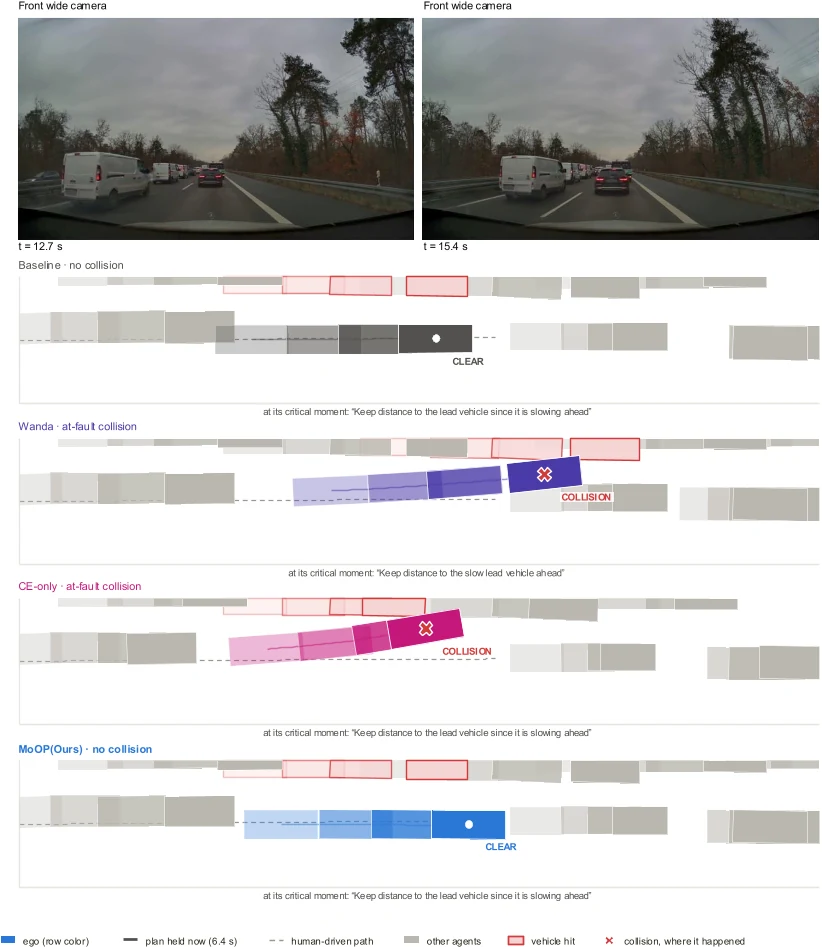 Front wide camera
Front wide camera
t = 12.7 s
t = 15.4 s
Baseline · no collision
CLEAR
at its critical moment: “Keep distance to the lead vehicle since it is slowing ahead”
Wanda · at-fault collision
COLLISION
at its critical moment: “Keep distance to the slow lead vehicle ahead”
CE-only · at-fault collision
COLLISION
at its critical moment: “Keep distance to the lead vehicle since it is slowing ahead”
MoOP(Ours) · no collision
CLEAR
at its critical moment: “Keep distance to the lead vehicle since it is slowing ahead”
ego (row color) plan held now (6.4 s) human-driven path other agents vehicle hit collision, where it happened